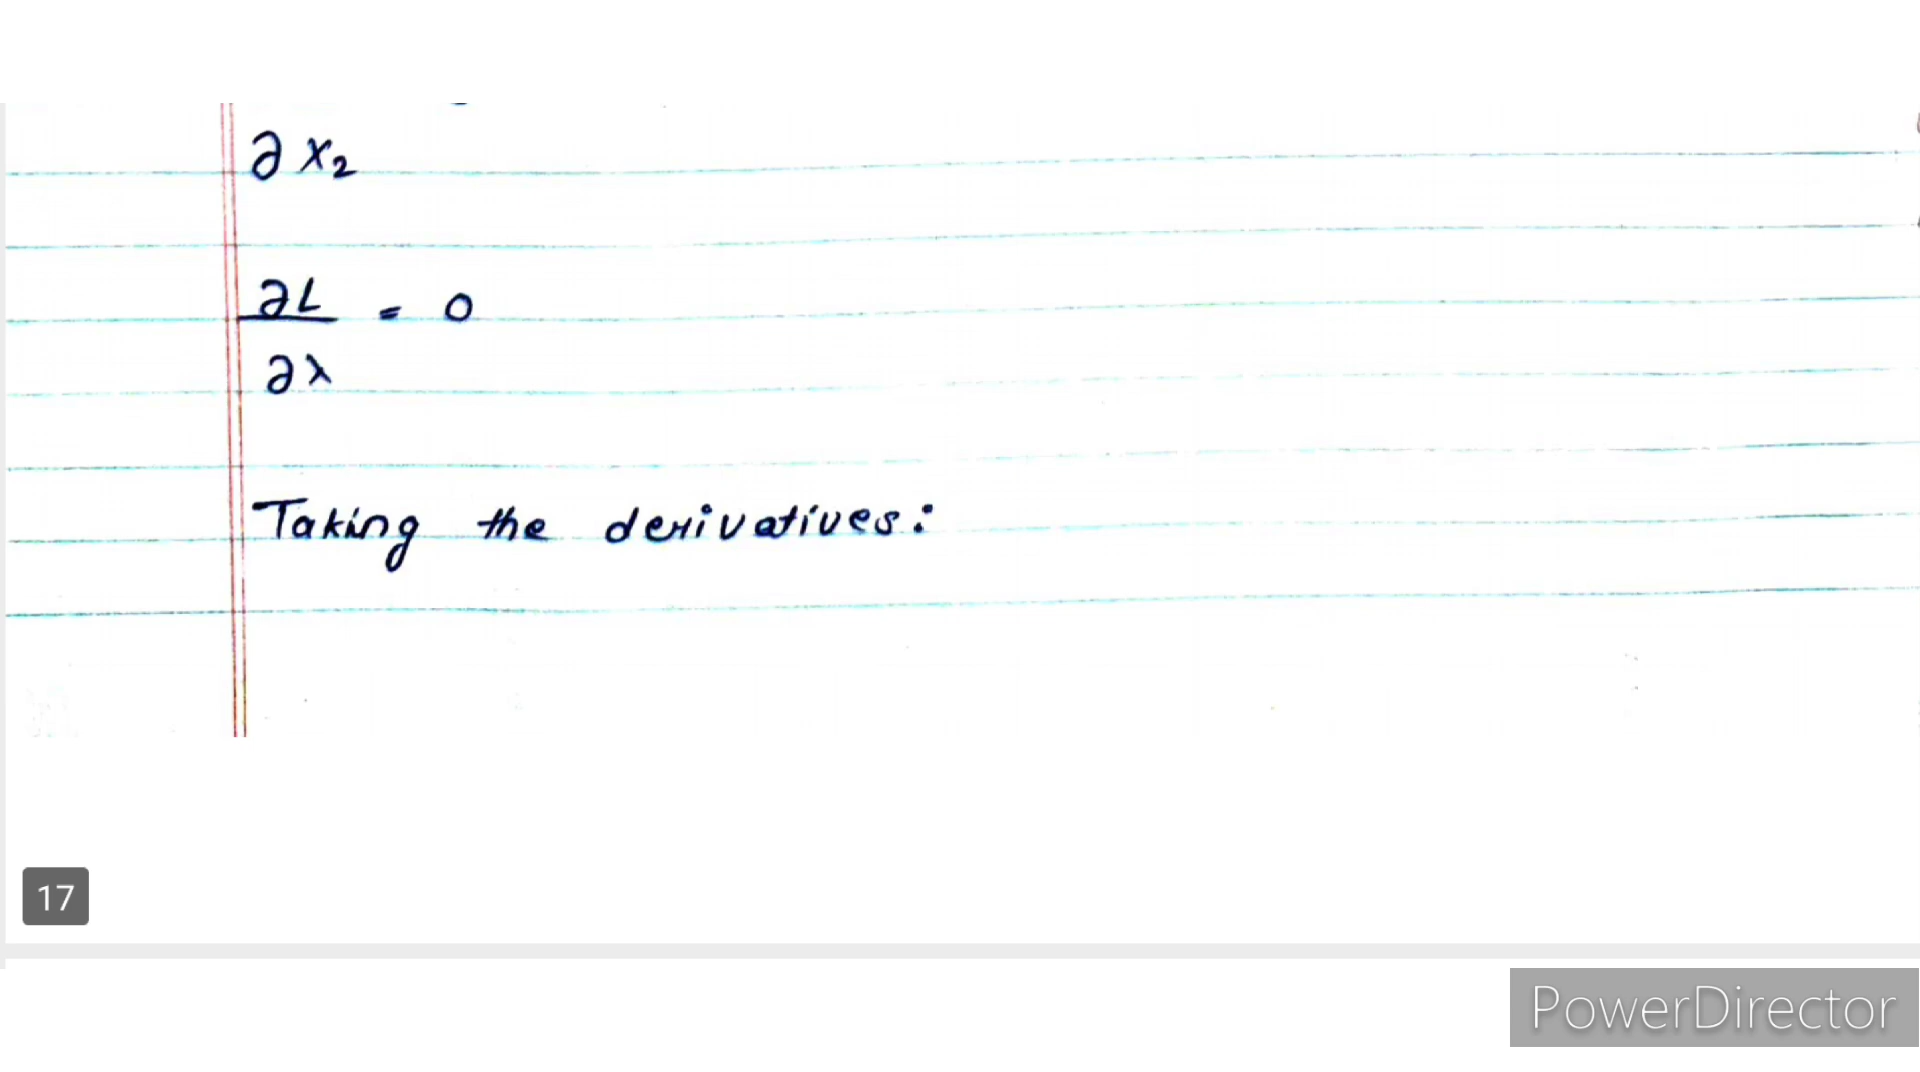 ∂x₂
∂L = 0
∂λ
Taking the derivatives:
17
PowerDirector